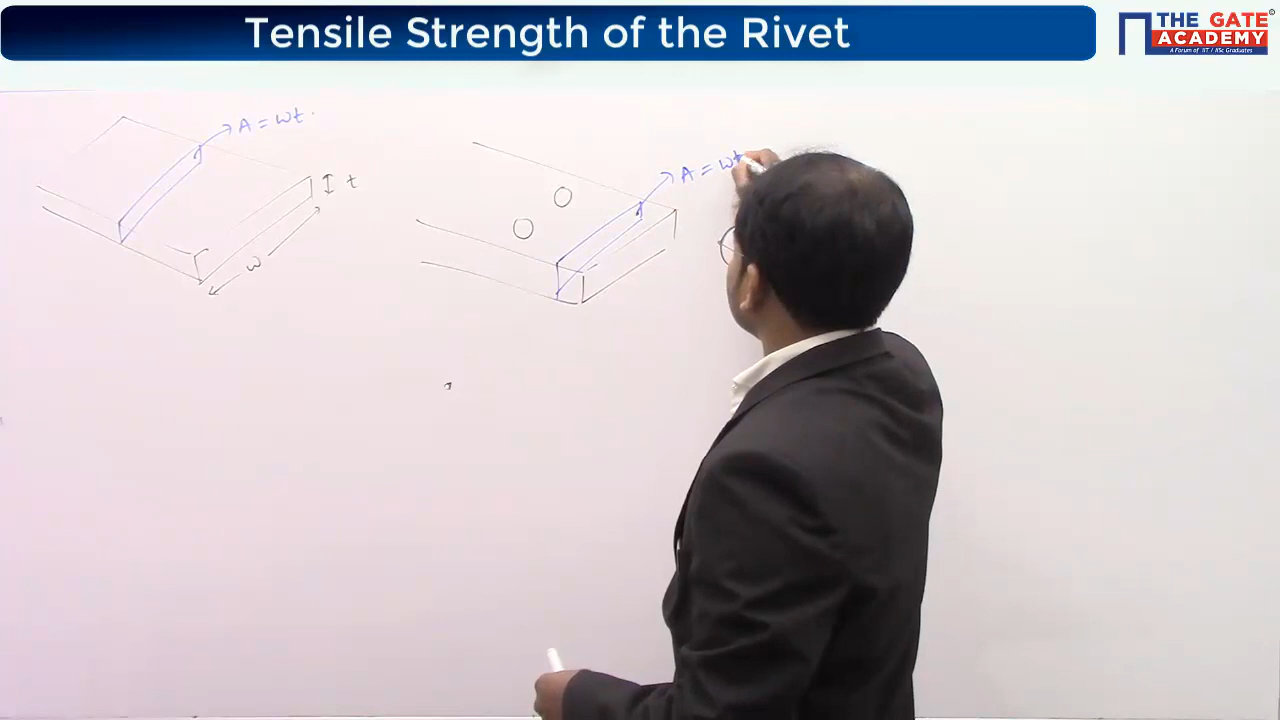 Tensile Strength of the Rivet
THE GATE
ACADEMY
A Forum of IIT / IISc Graduates
A = wt.
A = wt
t
w